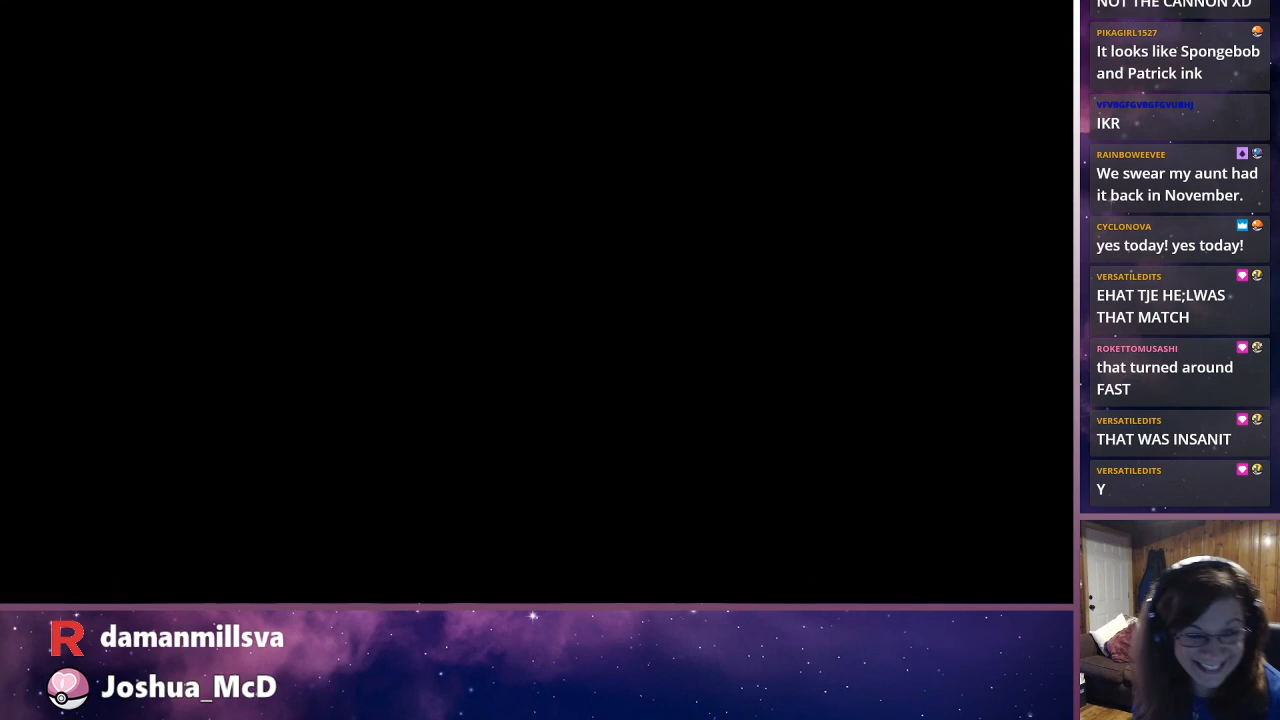 NOT THE CANNON XD
PIKAGIRL1527
It looks like Spongebob
and Patrick ink
VFVBGFGVBGFGVUBHJ
IKR
RAINBOWEEVEE
We swear my aunt had
it back in November.
CYCLONOVA
yes today! yes today!
VERSATILEDITS
EHAT TJE HE;LWAS
THAT MATCH
ROKETTOMUSASHI
that turned around
FAST
VERSATILEDITS
THAT WAS INSANIT
VERSATILEDITS
Y
R damanmillsva
Joshua_McD